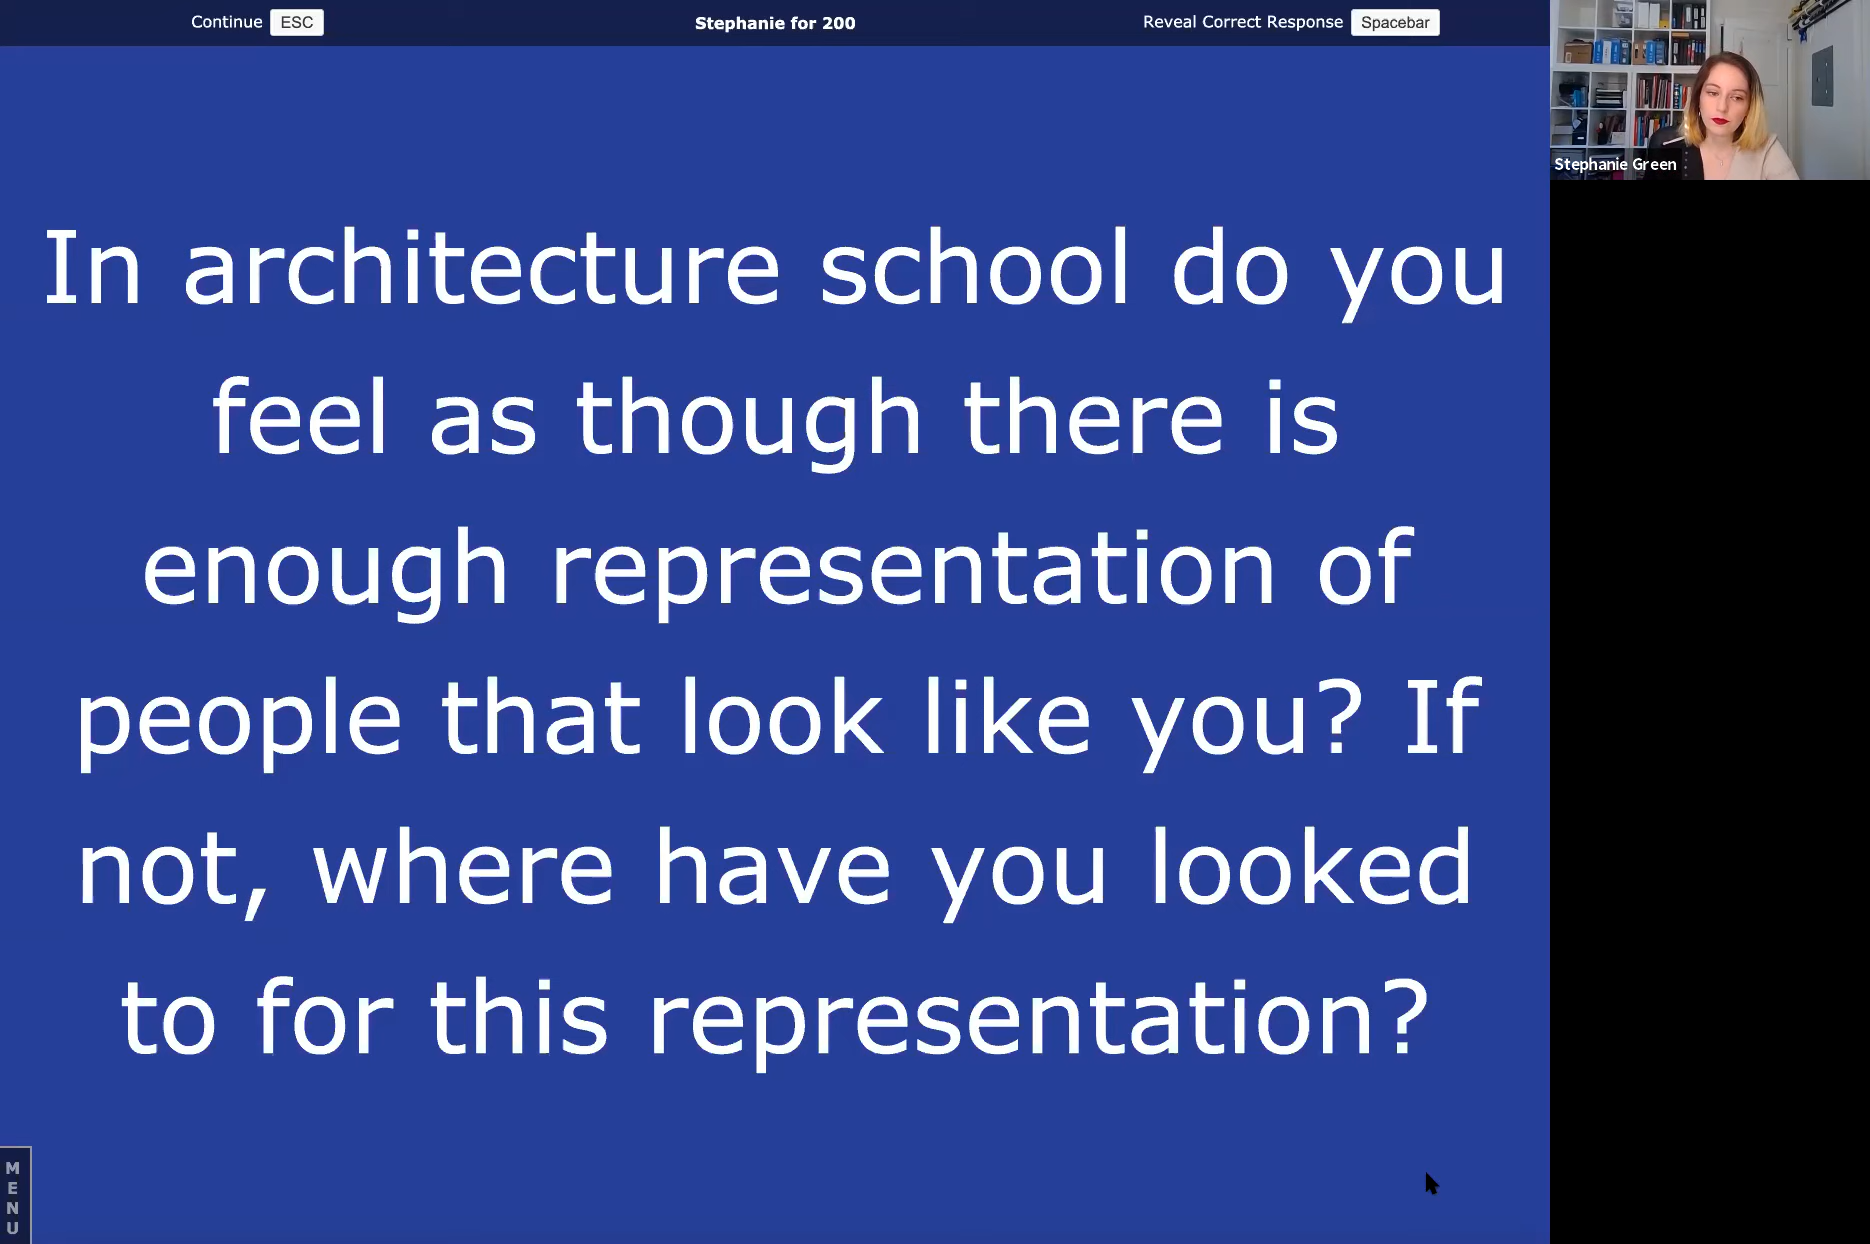 Continue ESC
Stephanie for 200
Reveal Correct Response Spacebar
In architecture school do you
feel as though there is
enough representation of
people that look like you? If
not, where have you looked
to for this representation?
Stephanie Green
MENU